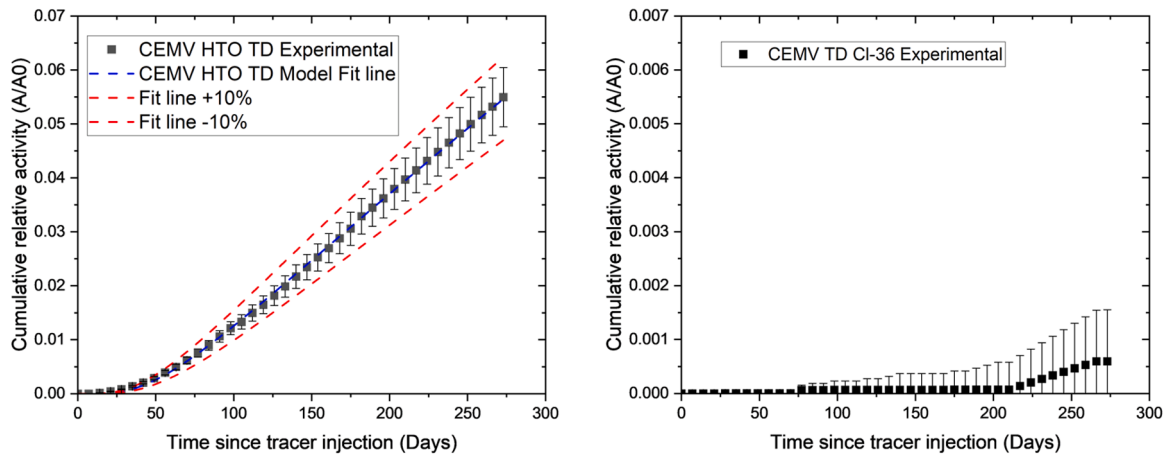 0.07
0.06
0.05
0.04
0.03
0.02
0.01
0.00
Cumulative relative activity (A/A0)
CEMV HTO TD Experimental
CEMV HTO TD Model Fit line
Fit line +10%
Fit line -10%
0 50 100 150 200 250 300
Time since tracer injection (Days)
0.007
0.006
0.005
0.004
0.003
0.002
0.001
0.000
Cumulative relative activity (A/A0)
CEMV TD Cl-36 Experimental
0 50 100 150 200 250 300
Time since tracer injection (Days)